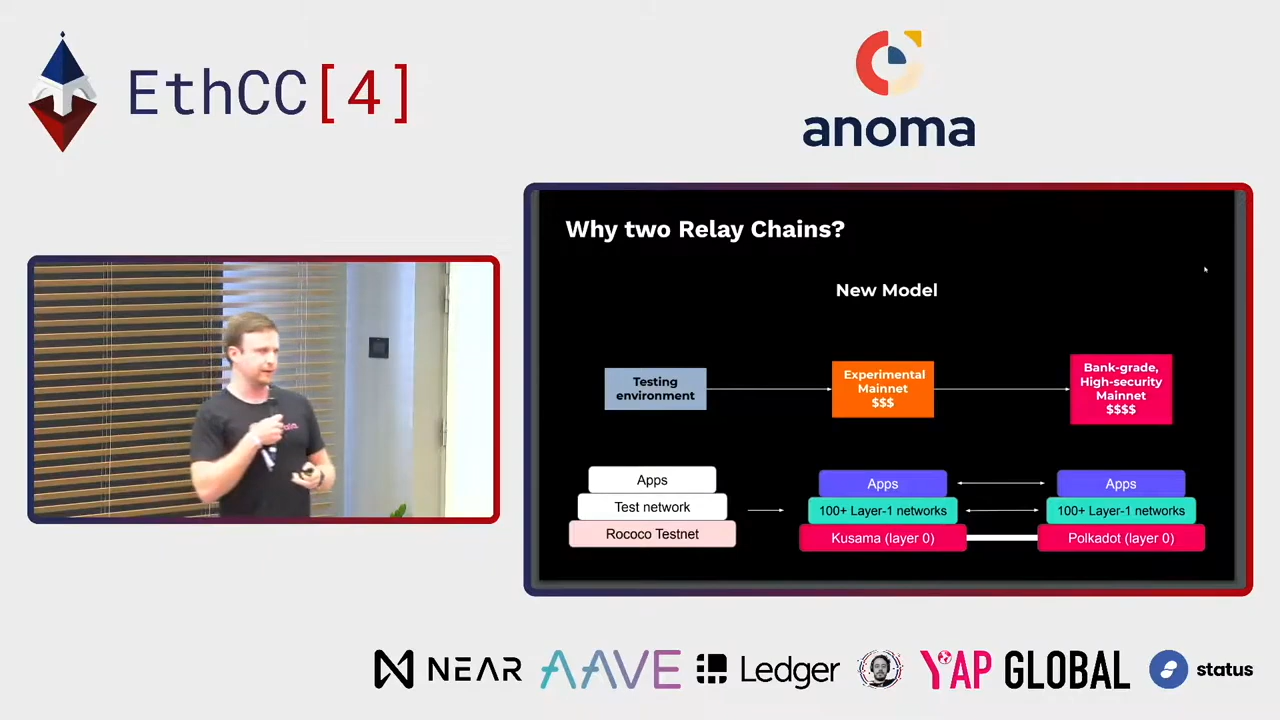 EthCC[4]
anoma
Why two Relay Chains?
New Model
Testing
environment
Experimental
Mainnet
$$$
Bank-grade,
High-security
Mainnet
$$$$
Apps
Test network
Rococo Testnet
Apps
100+ Layer-1 networks
Kusama (layer 0)
Apps
100+ Layer-1 networks
Polkadot (layer 0)
NEAR
AAVE
Ledger
YAP GLOBAL
status